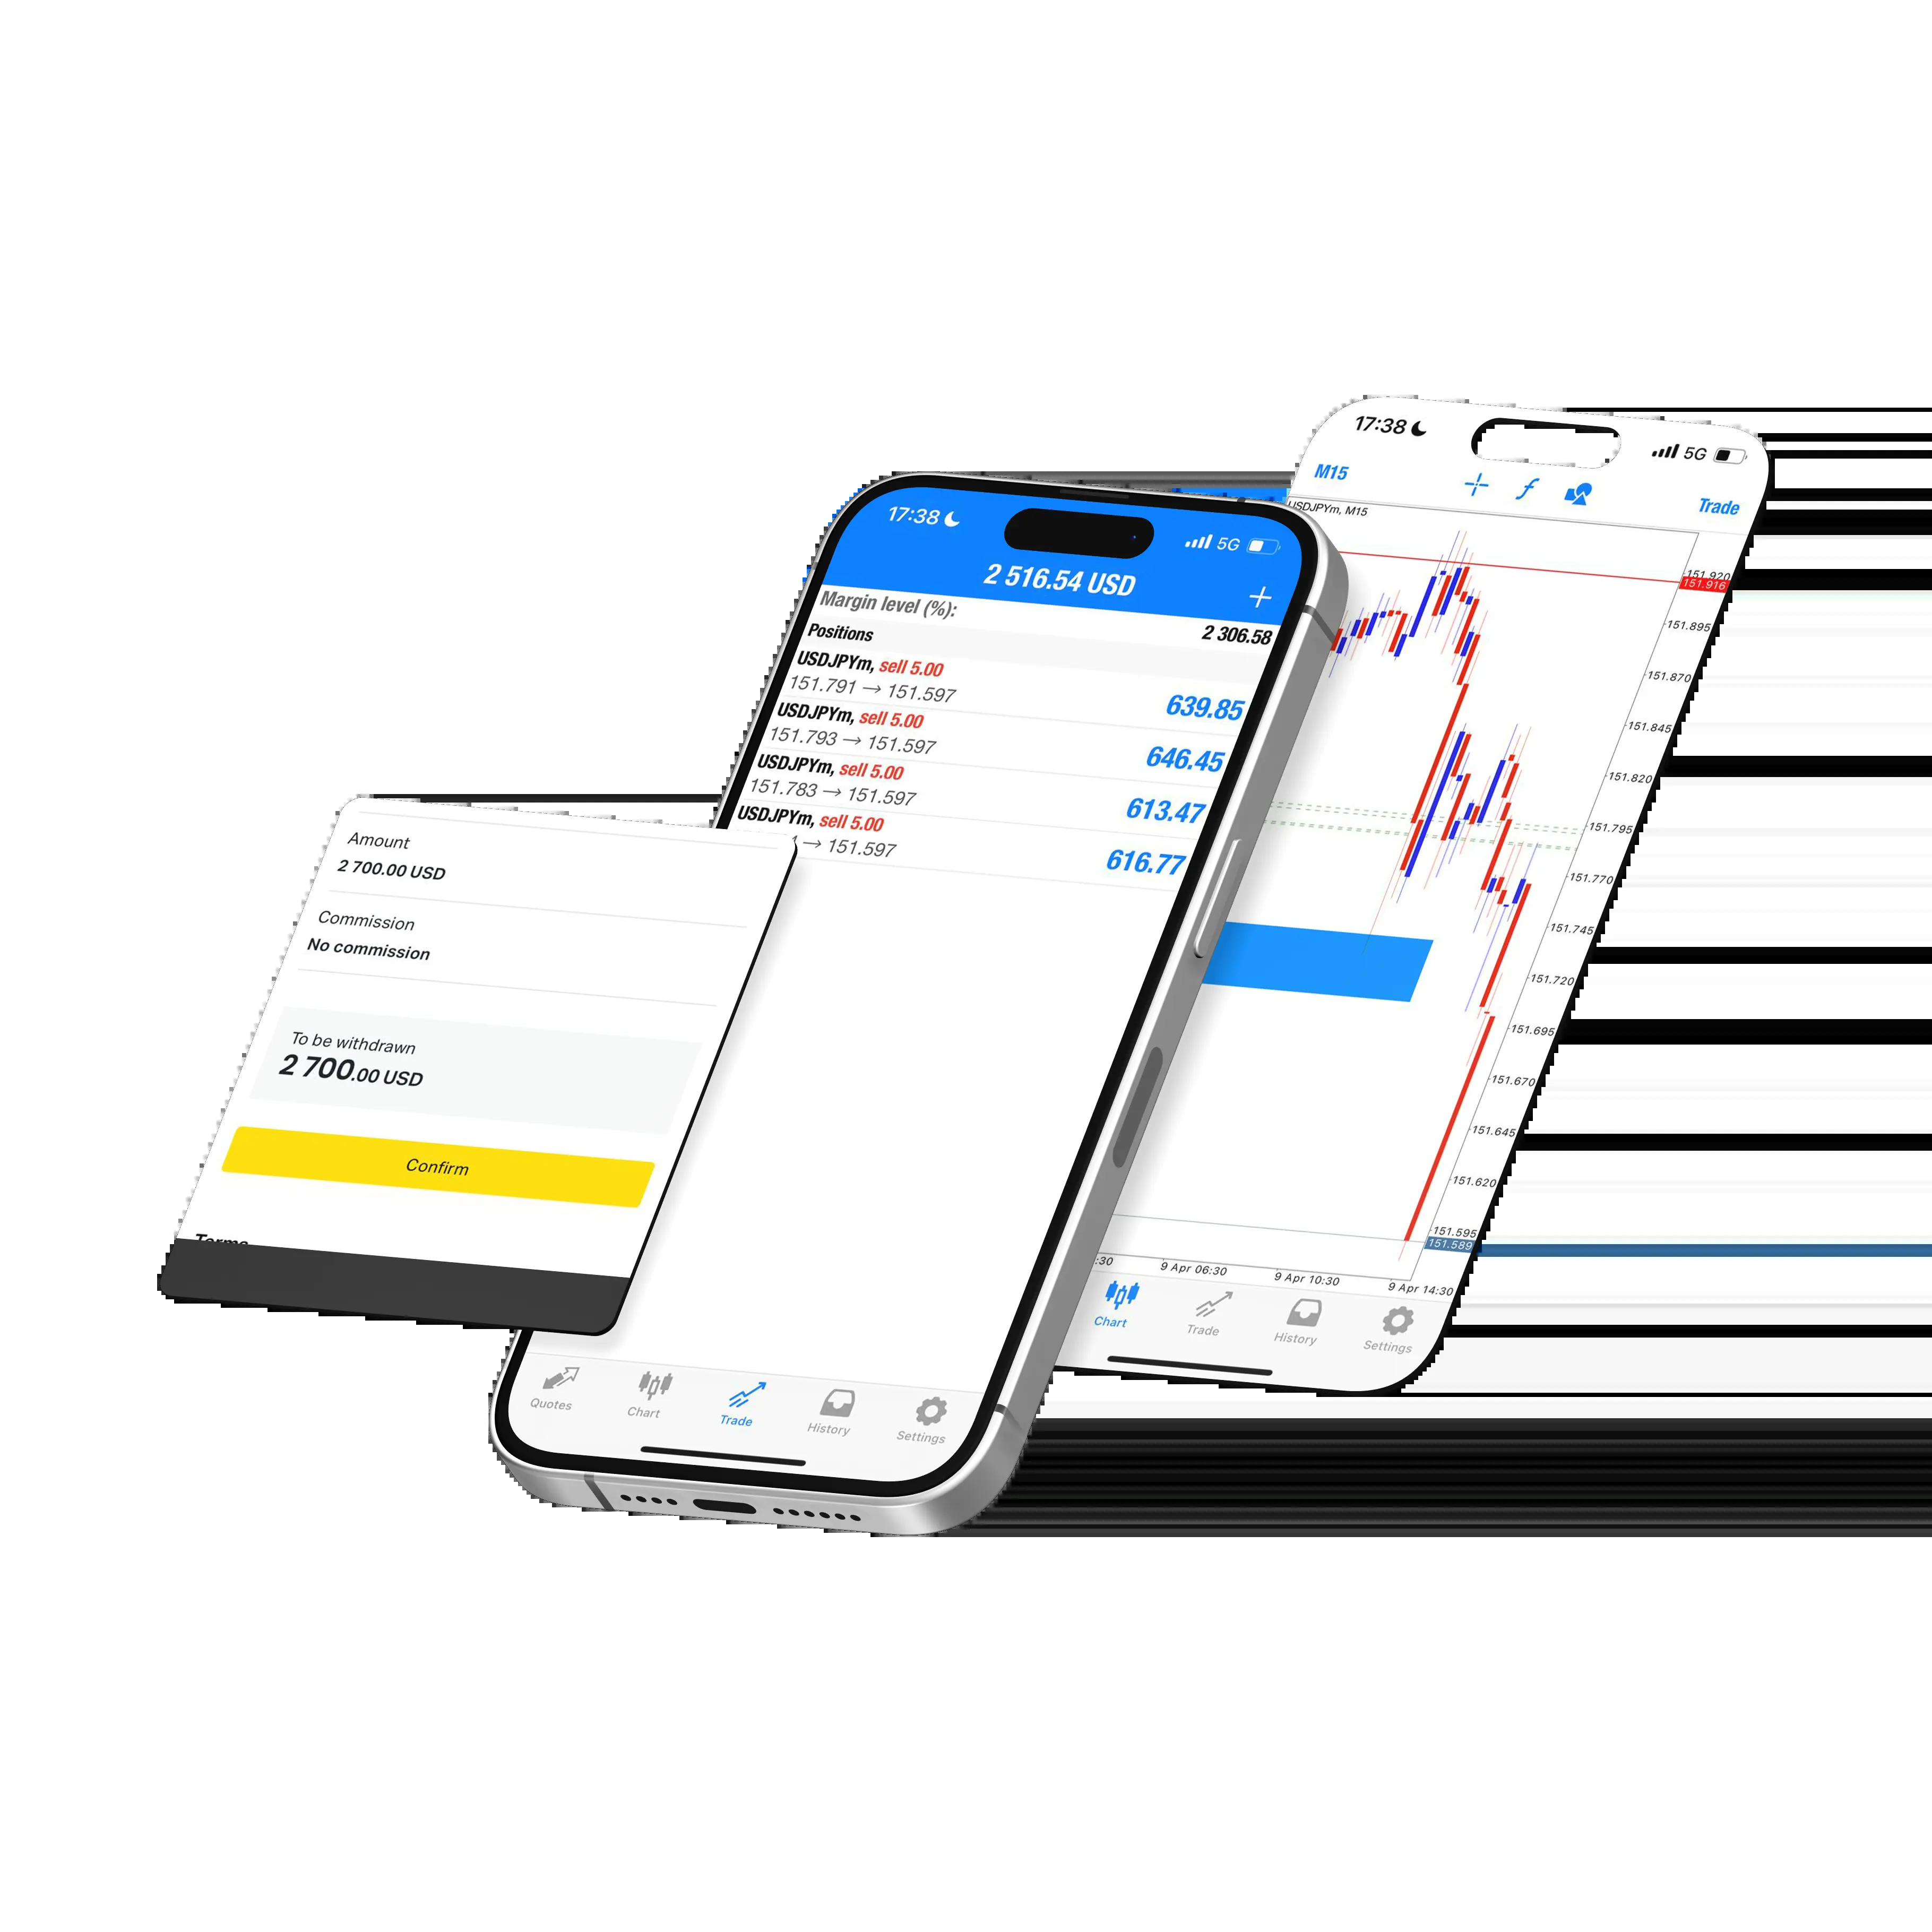 Amount
2 700.00 USD
Commission
No commission
To be withdrawn
2 700.00 USD
Confirm
17:38
5G
2 516.54 USD
+
Margin level (%):
2 306.58
Positions
USDJPYm, sell 5.00
151.791 → 151.597
639.85
USDJPYm, sell 5.00
151.793 → 151.597
646.45
USDJPYm, sell 5.00
151.783 → 151.597
613.47
USDJPYm, sell 5.00
→ 151.597
616.77
Quotes
Chart
Trade
History
Settings
17:38
5G
M15
f
Trade
USDJPYm, M15
151.920
151.916
151.895
151.870
151.845
151.820
151.795
151.770
151.745
151.720
151.695
151.670
151.645
151.620
151.595
151.589
:30
9 Apr 06:30
9 Apr 10:30
9 Apr 14:30
Chart
Trade
History
Settings